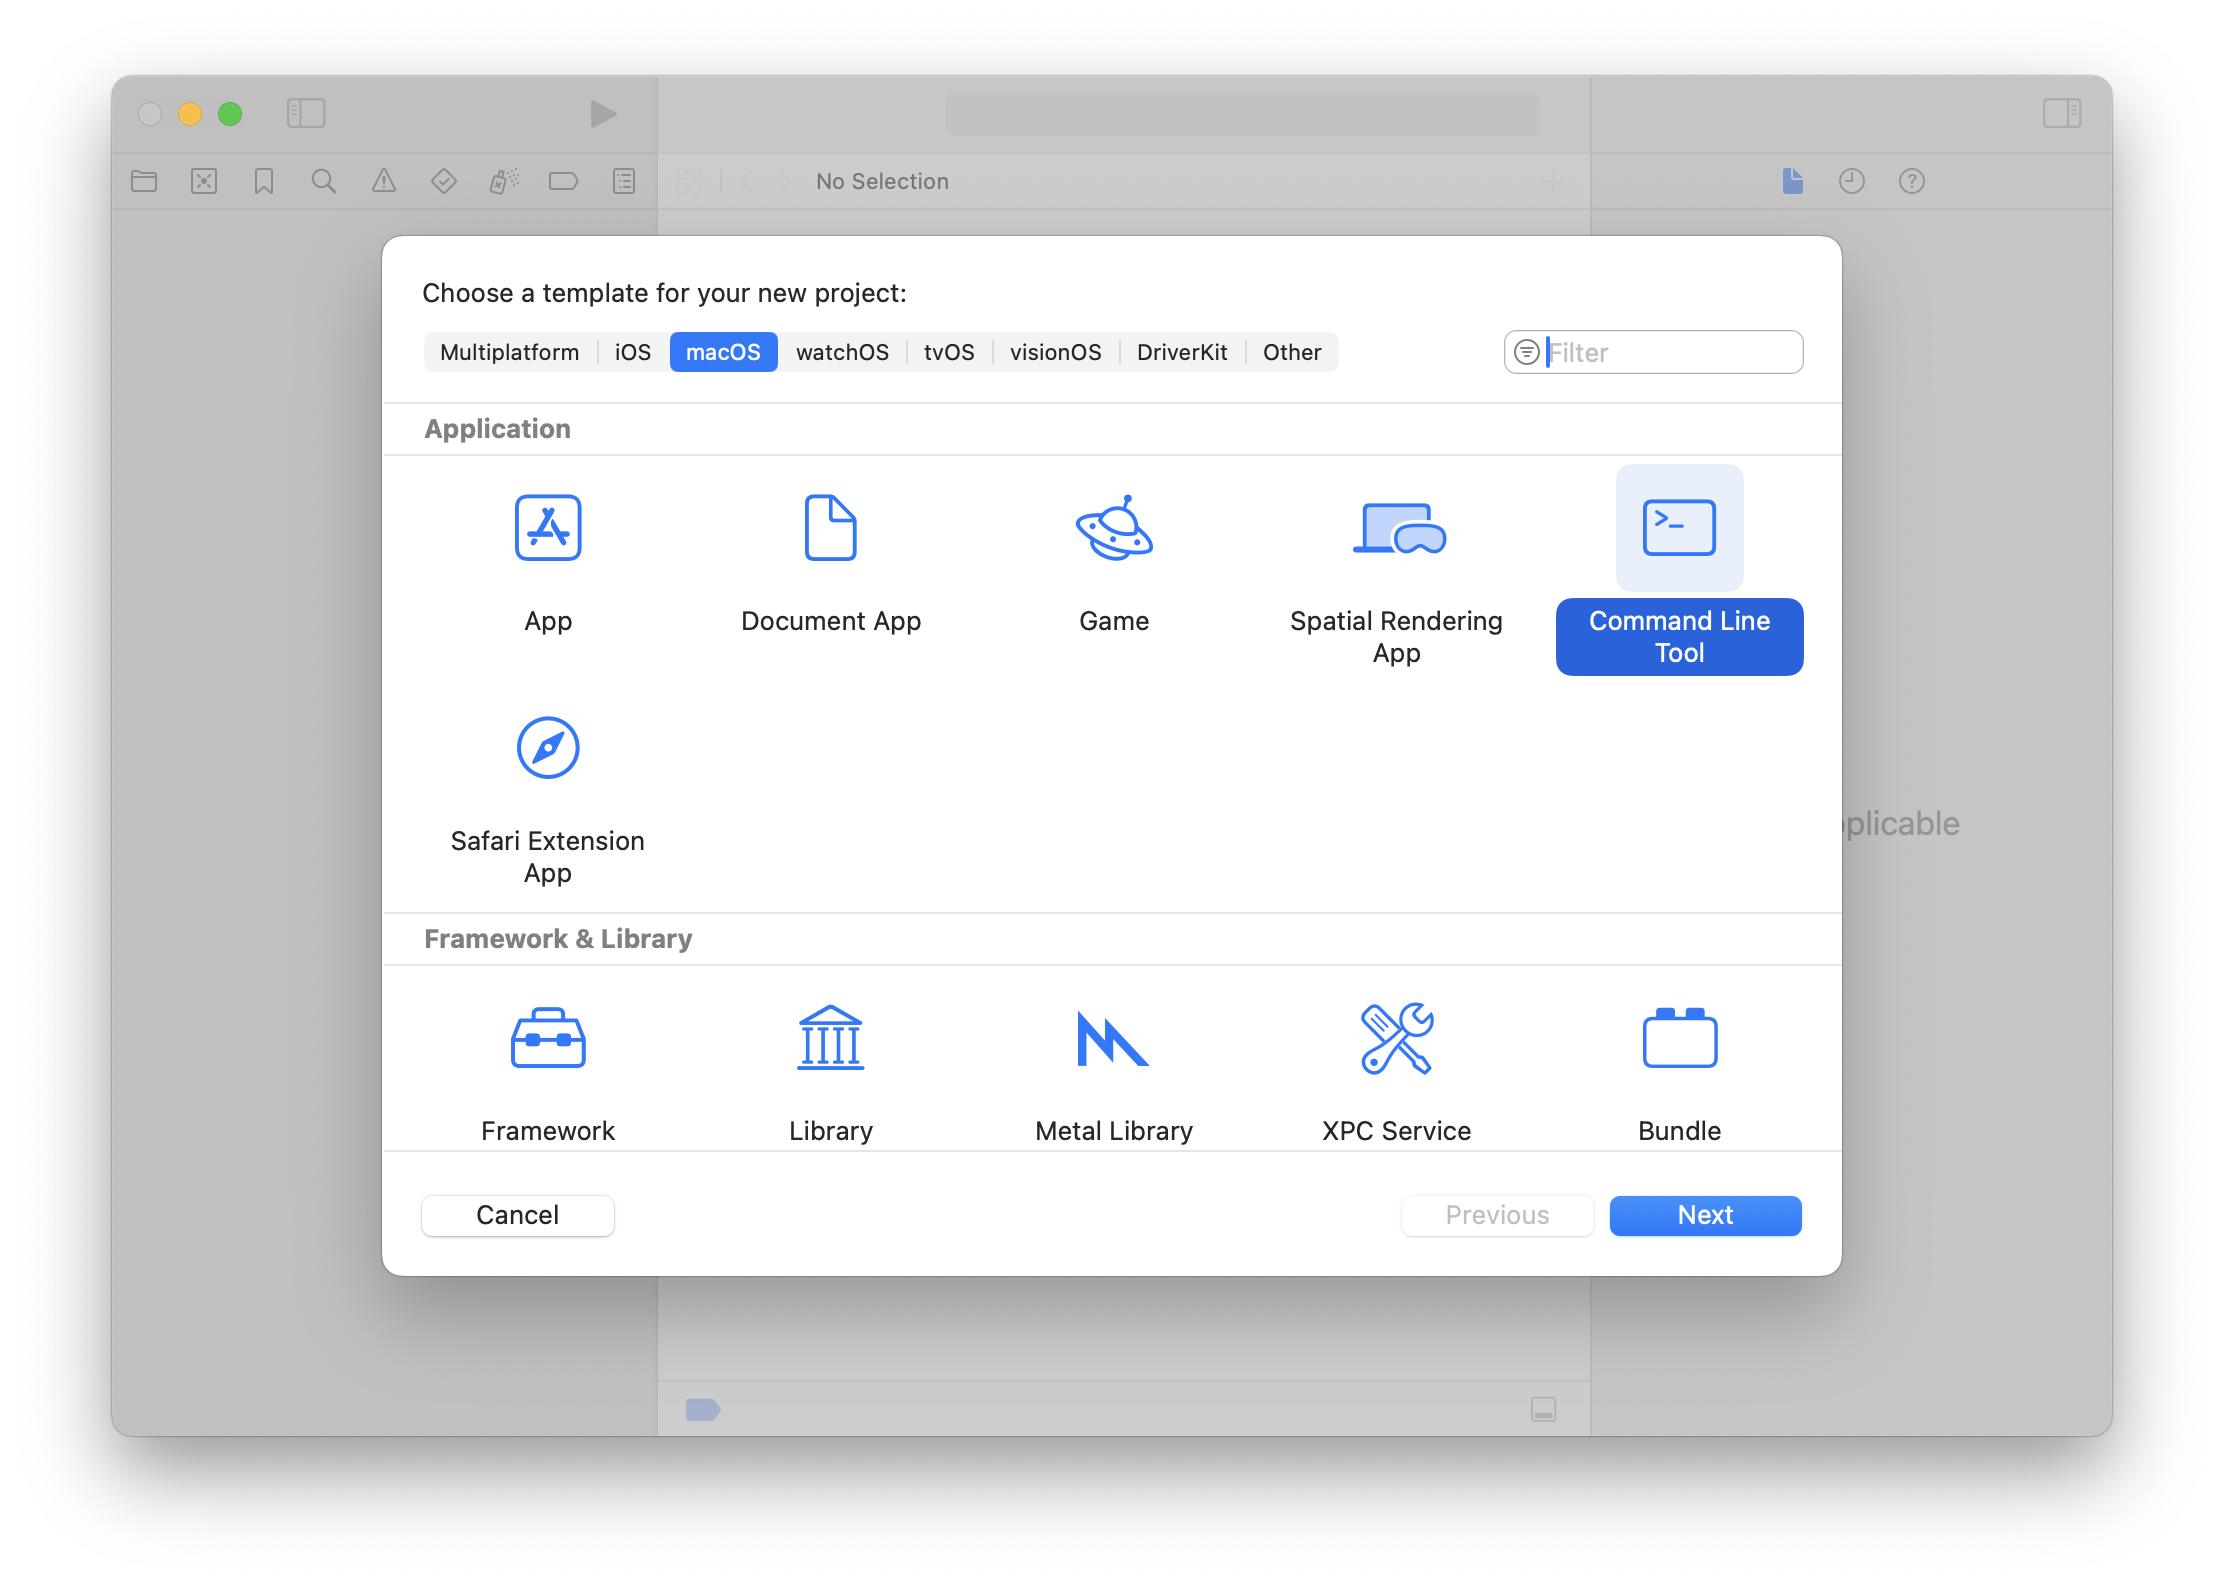 No Selection
Choose a template for your new project:
Multiplatform iOS macOS watchOS tvOS visionOS DriverKit Other
Filter
Application
App
Document App
Game
Spatial Rendering
App
Command Line
Tool
Safari Extension
App
plicable
Framework & Library
Framework
Library
Metal Library
XPC Service
Bundle
Cancel
Previous
Next